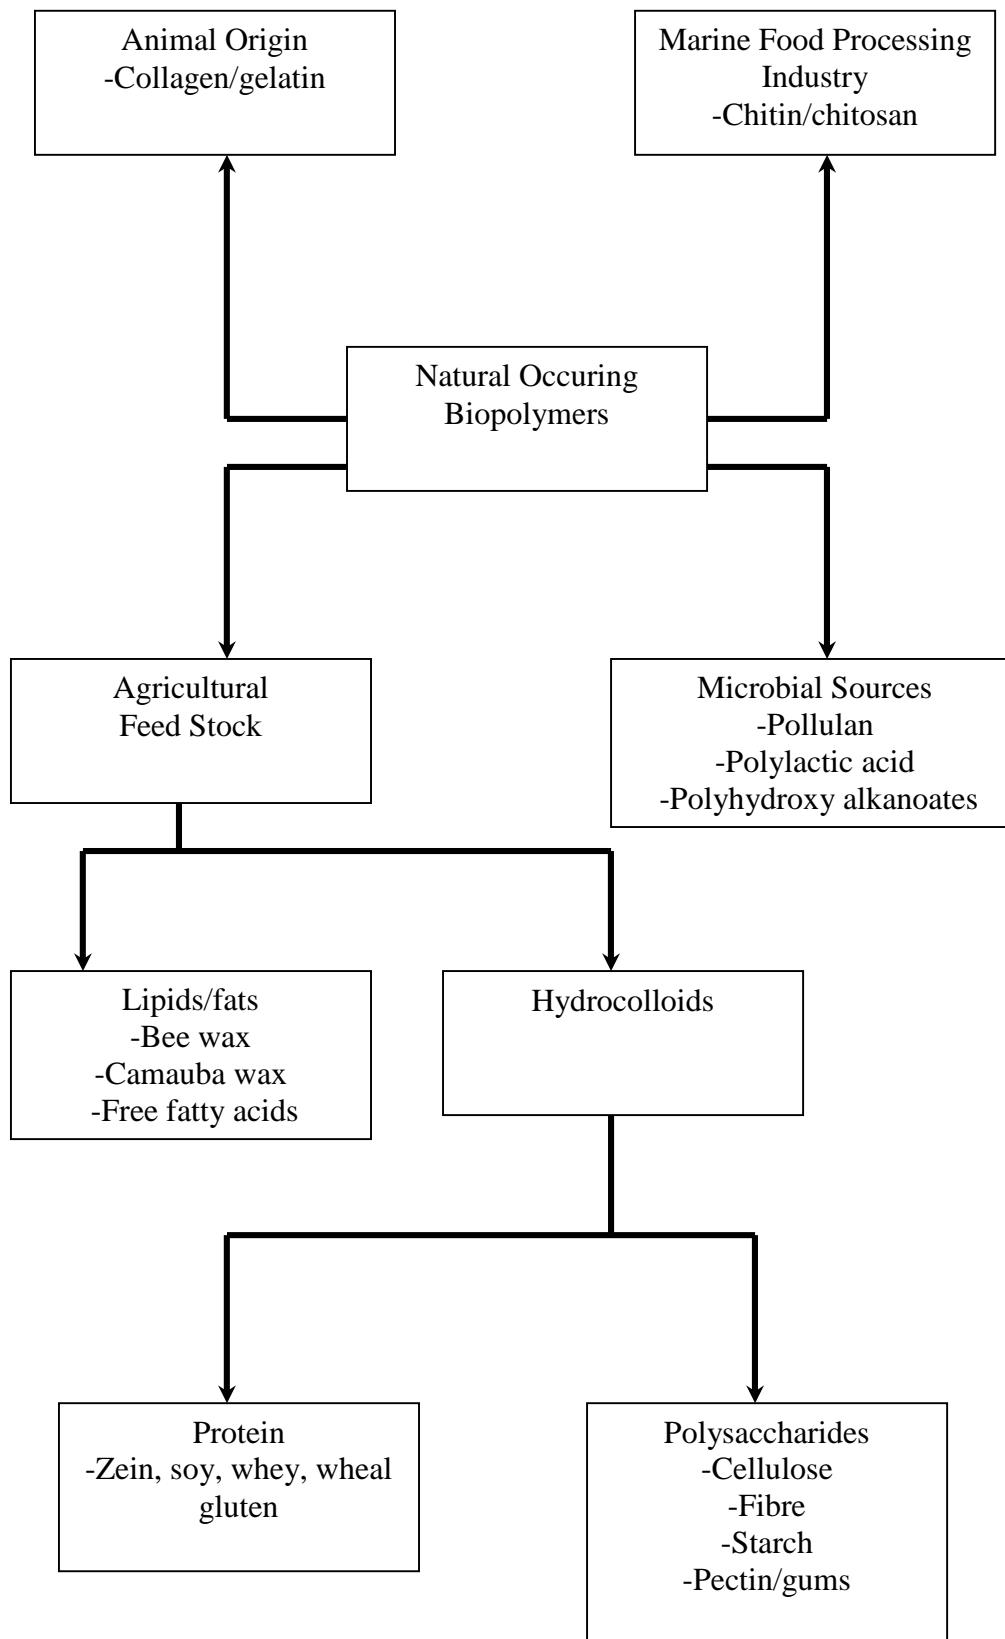 Animal Origin
-Collagen/gelatin
Marine Food Processing
Industry
-Chitin/chitosan
Natural Occuring
Biopolymers
Agricultural
Feed Stock
Microbial Sources
-Pollulan
-Polylactic acid
-Polyhydroxy alkanoates
Lipids/fats
-Bee wax
-Camauba wax
-Free fatty acids
Hydrocolloids
Protein
-Zein, soy, whey, wheal
gluten
Polysaccharides
-Cellulose
-Fibre
-Starch
-Pectin/gums